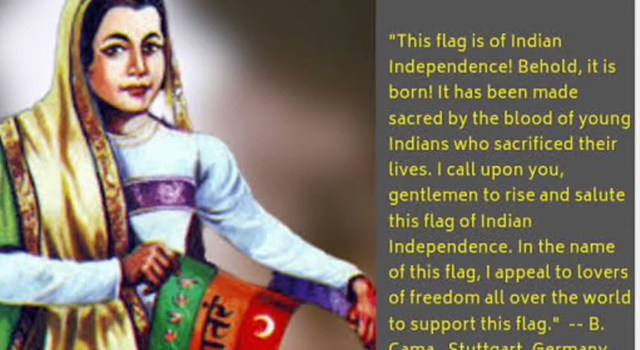 "This flag is of Indian
Independence! Behold, it is
born! It has been made
sacred by the blood of young
Indians who sacrificed their
lives. I call upon you,
gentlemen to rise and salute
this flag of Indian
Independence. In the name
of this flag, I appeal to lovers
of freedom all over the world
to support this flag." -- B.
Cama, Stuttgart, Germany